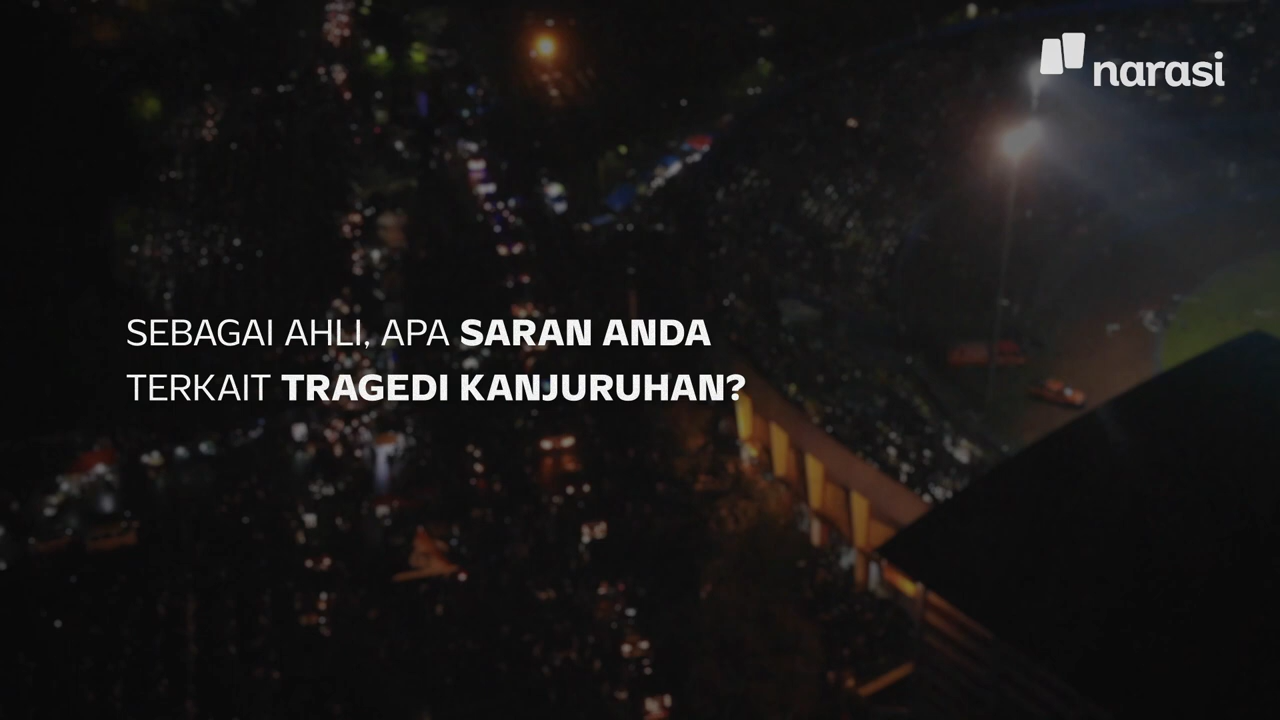 narasi
SEBAGAI AHLI, APA SARAN ANDA
TERKAIT TRAGEDI KANJURUHAN?